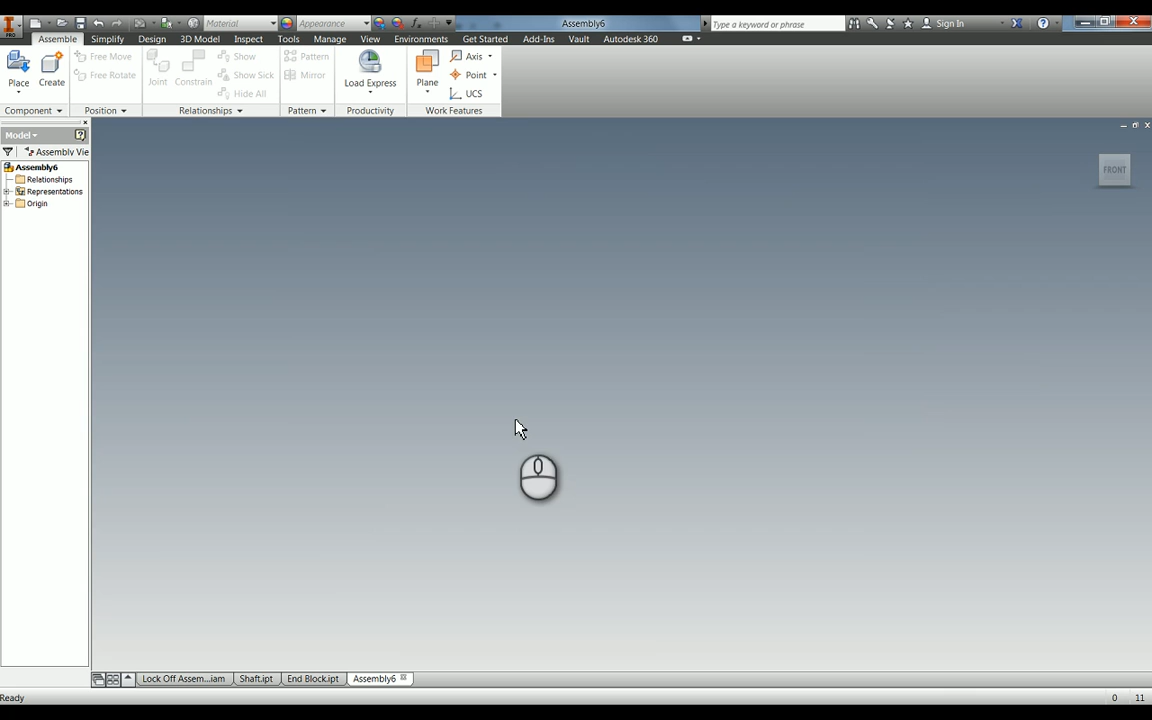 Material Appearance Assembly6 Type a keyword or phrase Sign In
PRO
Assemble Simplify Design 3D Model Inspect Tools Manage View Environments Get Started Add-Ins Vault Autodesk 360
Place Create Free Move Free Rotate Joint Constrain Show Show Sick Hide All Pattern Mirror Load Express Plane Axis Point UCS
Component Position Relationships Pattern Productivity Work Features
Model
Assembly Vie
Assembly6
Relationships
Representations
Origin
FRONT
Lock Off Assem...iam Shaft.ipt End Block.ipt Assembly6
Ready 0 11